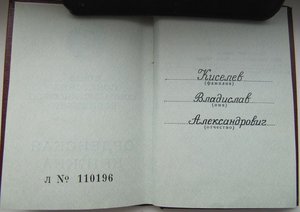 Л № 110196
Киселев
(ФАМИЛИЯ)
Владислав
(ИМЯ)
Александрович
(ОТЧЕСТВО)